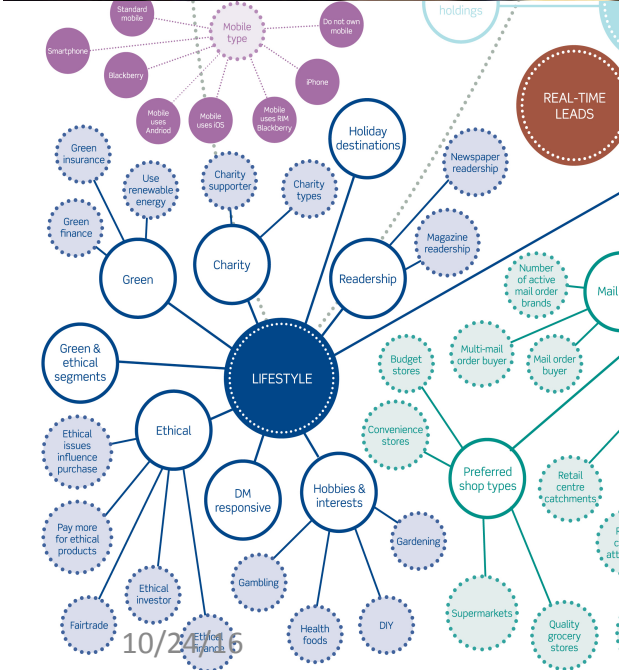 Standard
mobile
Mobile
type
Do not own
mobile
holdings
Smartphone
Blackberry
iPhone
Mobile
uses
Andriod
Mobile
uses iOS
Mobile
uses RIM
Blackberry
REAL-TIME
LEADS
Holiday
destinations
Green
insurance
Use
renewable
energy
Charity
supporter
Charity
types
Newspaper
readership
Green
finance
Magazine
readership
Green
Charity
Readership
Number
of active
mail order
brands
Mail
Green &
ethical
segments
LIFESTYLE
Budget
stores
Multi-mail
order buyer
Mail order
buyer
Ethical
Convenience
stores
Ethical
issues
influence
purchase
DM
responsive
Hobbies &
interests
Preferred
shop types
Retail
centre
catchments
Pay more
for ethical
products
Gardening
Gambling
Ethical
investor
Fairtrade
Ethical
finance
Health
foods
DIY
Supermarkets
Quality
grocery
stores
10/24/16